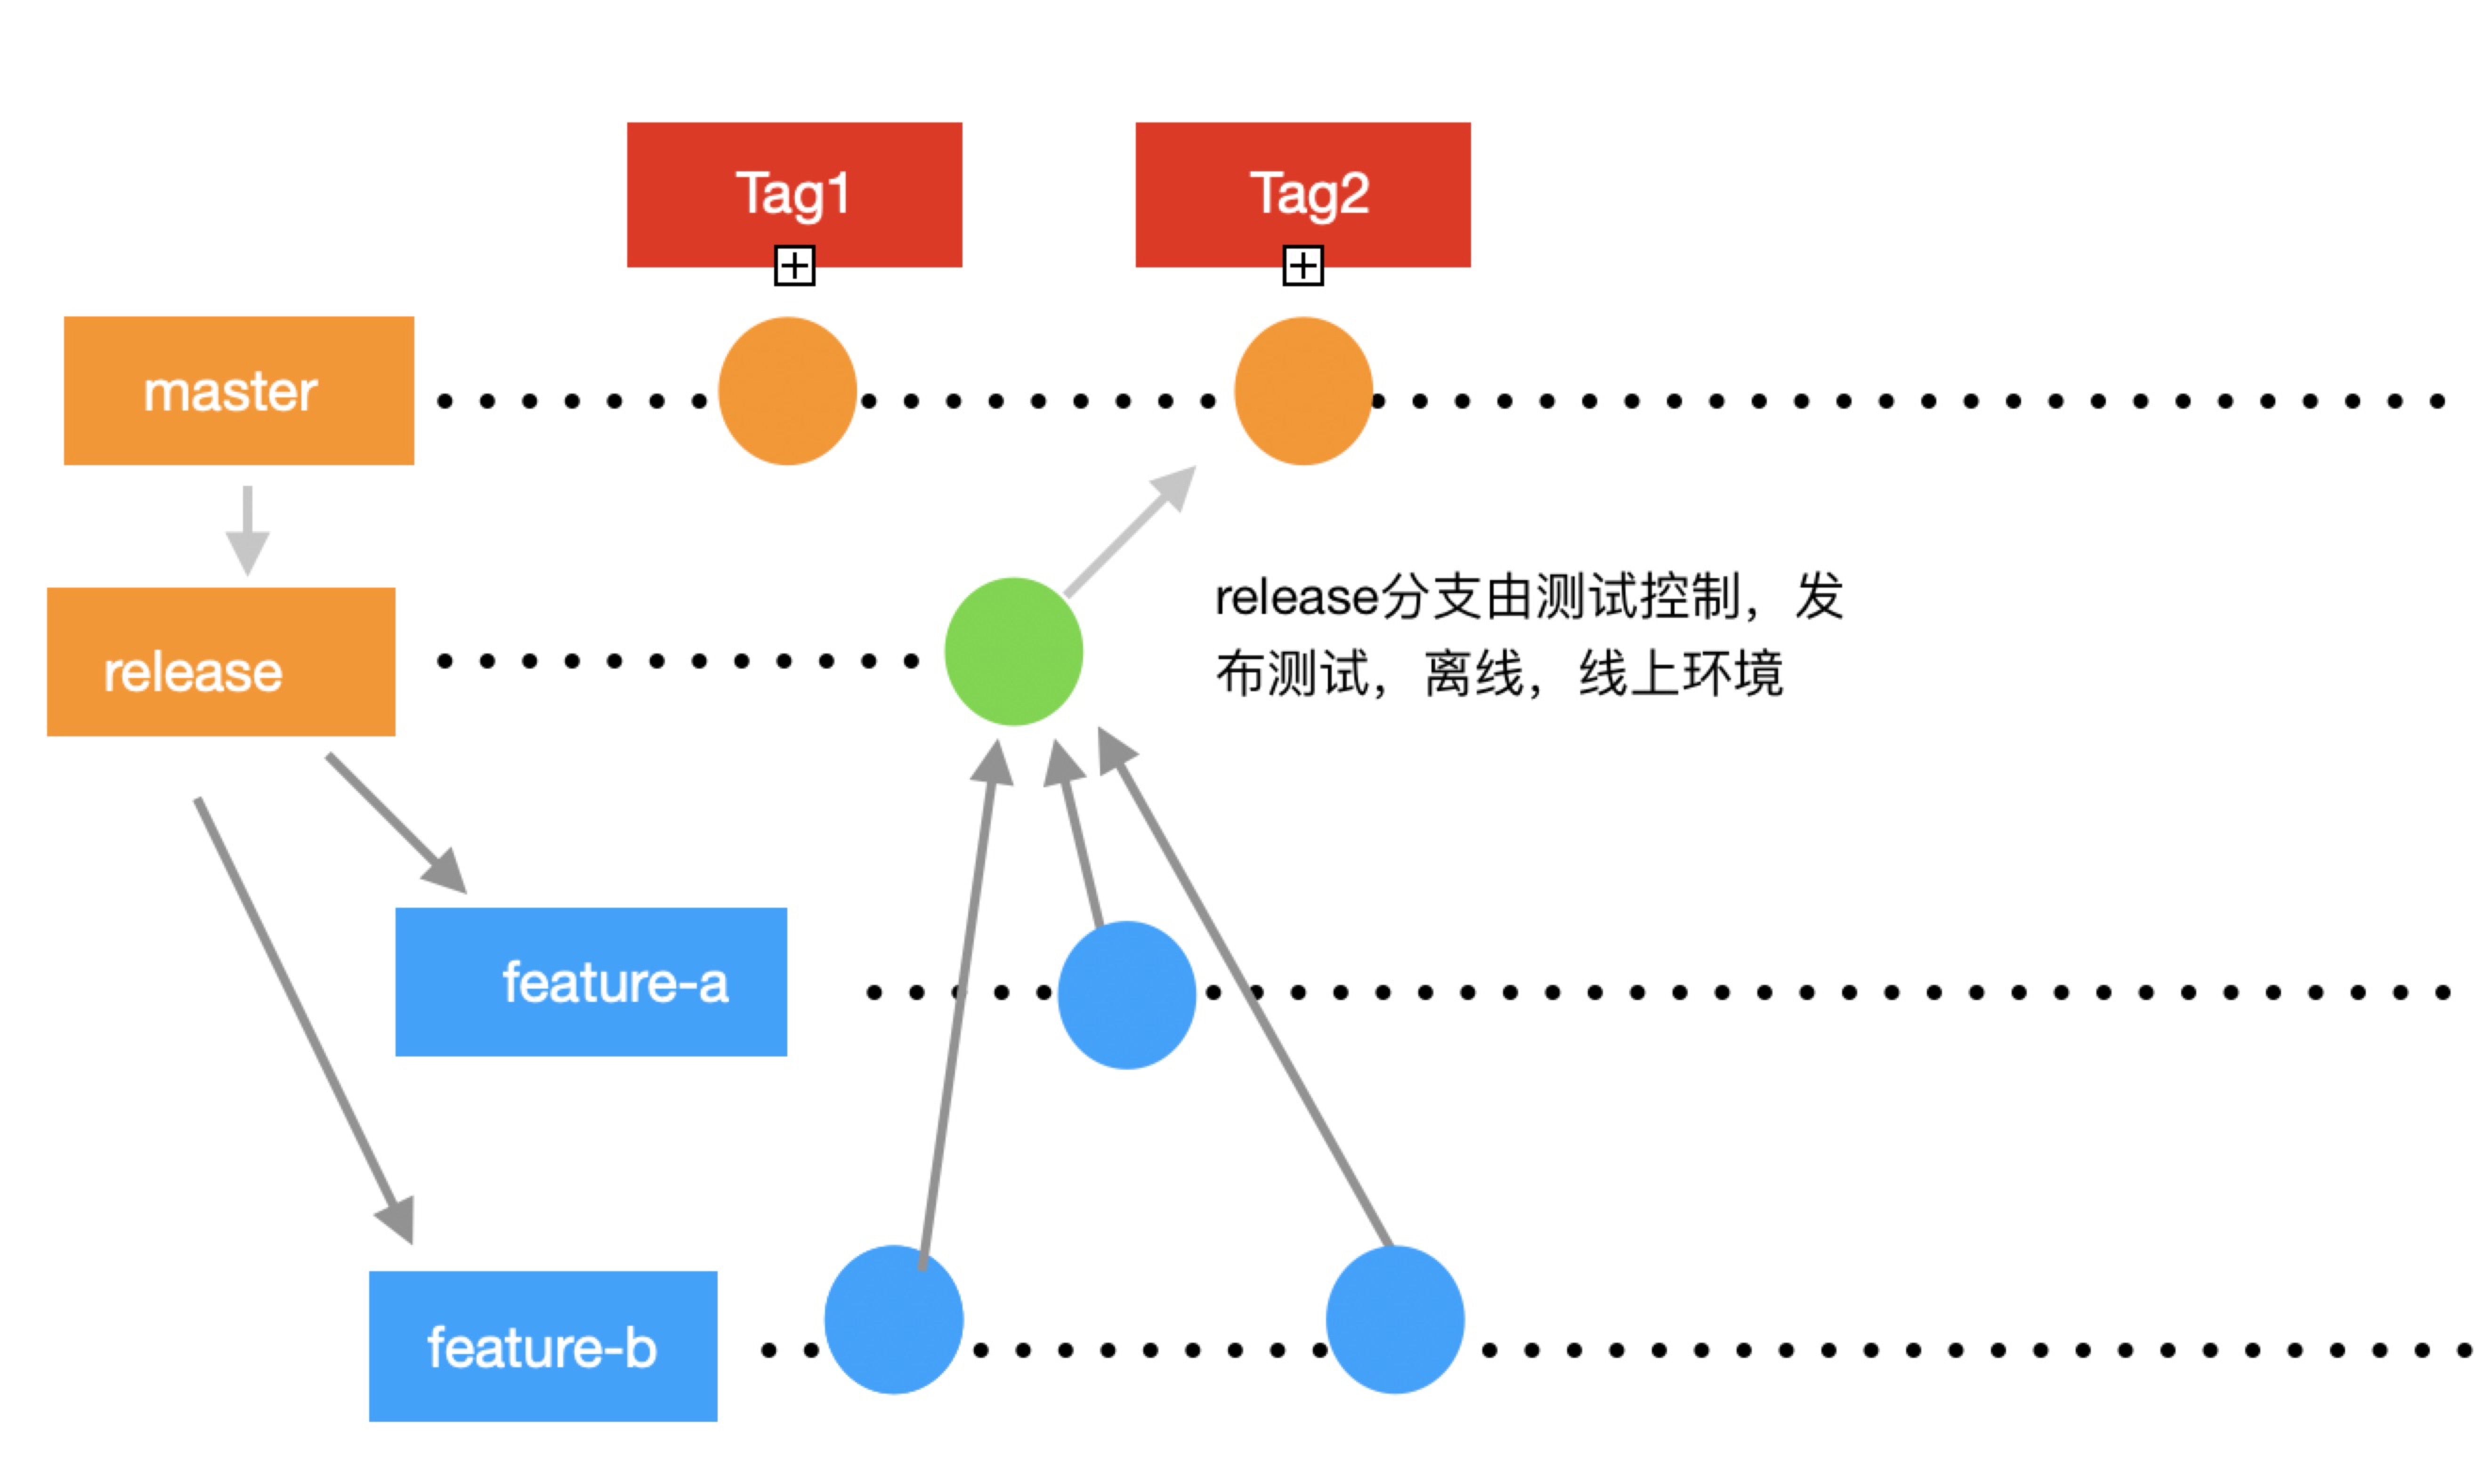 Tag1
Tag2
master
release
release分支由测试控制，发
布测试，离线，线上环境
feature-a
feature-b